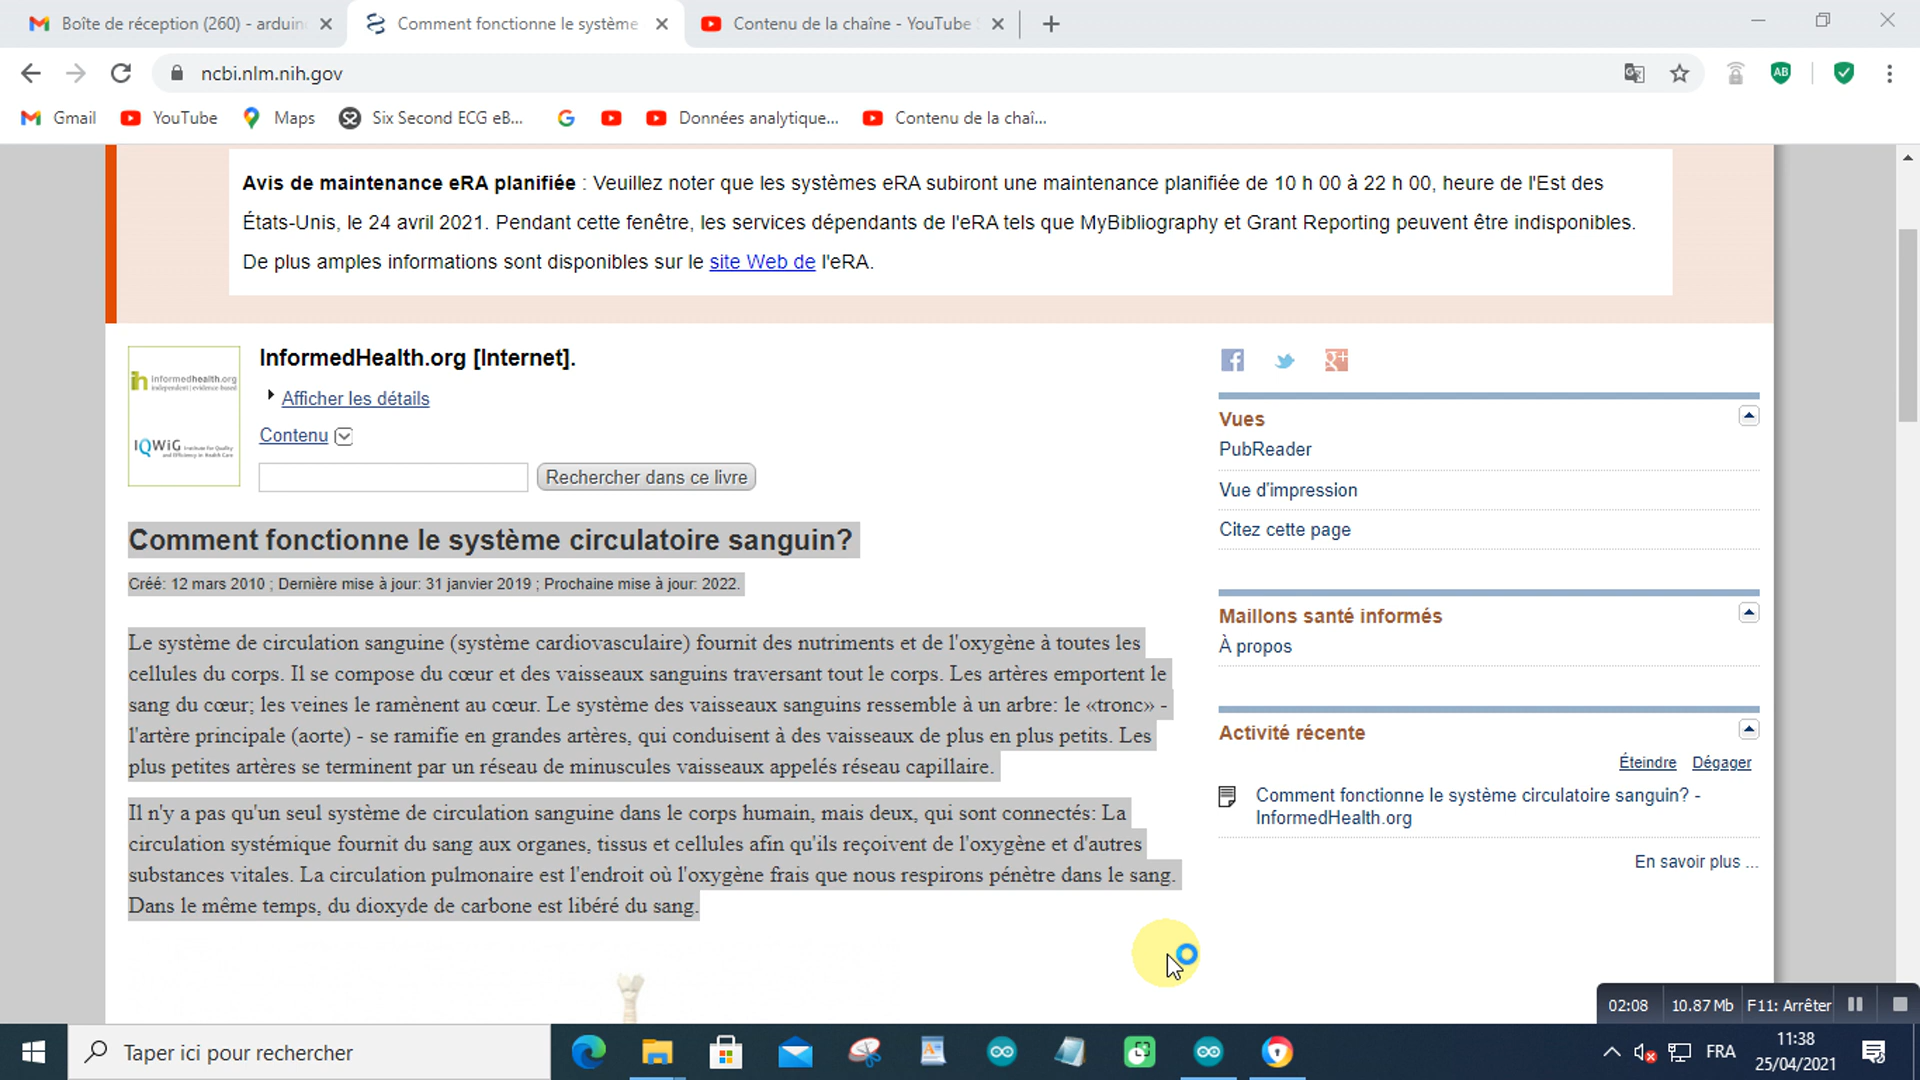 Boîte de réception (260) - arduin
Comment fonctionne le système
Contenu de la chaîne - YouTube S
ncbi.nlm.nih.gov
Gmail
YouTube
Maps
Six Second ECG eB...
Données analytique...
Contenu de la chaî...
Avis de maintenance eRA planifiée : Veuillez noter que les systèmes eRA subiront une maintenance planifiée de 10 h 00 à 22 h 00, heure de l'Est des
États-Unis, le 24 avril 2021. Pendant cette fenêtre, les services dépendants de l'eRA tels que MyBibliography et Grant Reporting peuvent être indisponibles.
De plus amples informations sont disponibles sur le site Web de l'eRA.
informedhealth.org
independent | evidence-based
IQWiG Institute for Quality
and Efficiency in Health Care
InformedHealth.org [Internet].
Afficher les détails
Contenu
Rechercher dans ce livre
Comment fonctionne le système circulatoire sanguin?
Créé: 12 mars 2010 ; Dernière mise à jour: 31 janvier 2019 ; Prochaine mise à jour: 2022.
Le système de circulation sanguine (système cardiovasculaire) fournit des nutriments et de l'oxygène à toutes les
cellules du corps. Il se compose du cœur et des vaisseaux sanguins traversant tout le corps. Les artères emportent le
sang du cœur; les veines le ramènent au cœur. Le système des vaisseaux sanguins ressemble à un arbre: le «tronc» -
l'artère principale (aorte) - se ramifie en grandes artères, qui conduisent à des vaisseaux de plus en plus petits. Les
plus petites artères se terminent par un réseau de minuscules vaisseaux appelés réseau capillaire.
Il n'y a pas qu'un seul système de circulation sanguine dans le corps humain, mais deux, qui sont connectés: La
circulation systémique fournit du sang aux organes, tissus et cellules afin qu'ils reçoivent de l'oxygène et d'autres
substances vitales. La circulation pulmonaire est l'endroit où l'oxygène frais que nous respirons pénètre dans le sang.
Dans le même temps, du dioxyde de carbone est libéré du sang.
Vues
PubReader
Vue d'impression
Citez cette page
Maillons santé informés
À propos
Activité récente
Éteindre Dégager
Comment fonctionne le système circulatoire sanguin? -
InformedHealth.org
En savoir plus ...
02:08 10.87 Mb F11: Arrêter
Taper ici pour rechercher
FRA
11:38
25/04/2021